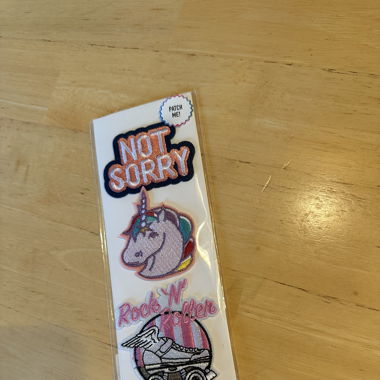 PATCH
ME!
NOT
SORRY
Rock 'N'
Roller